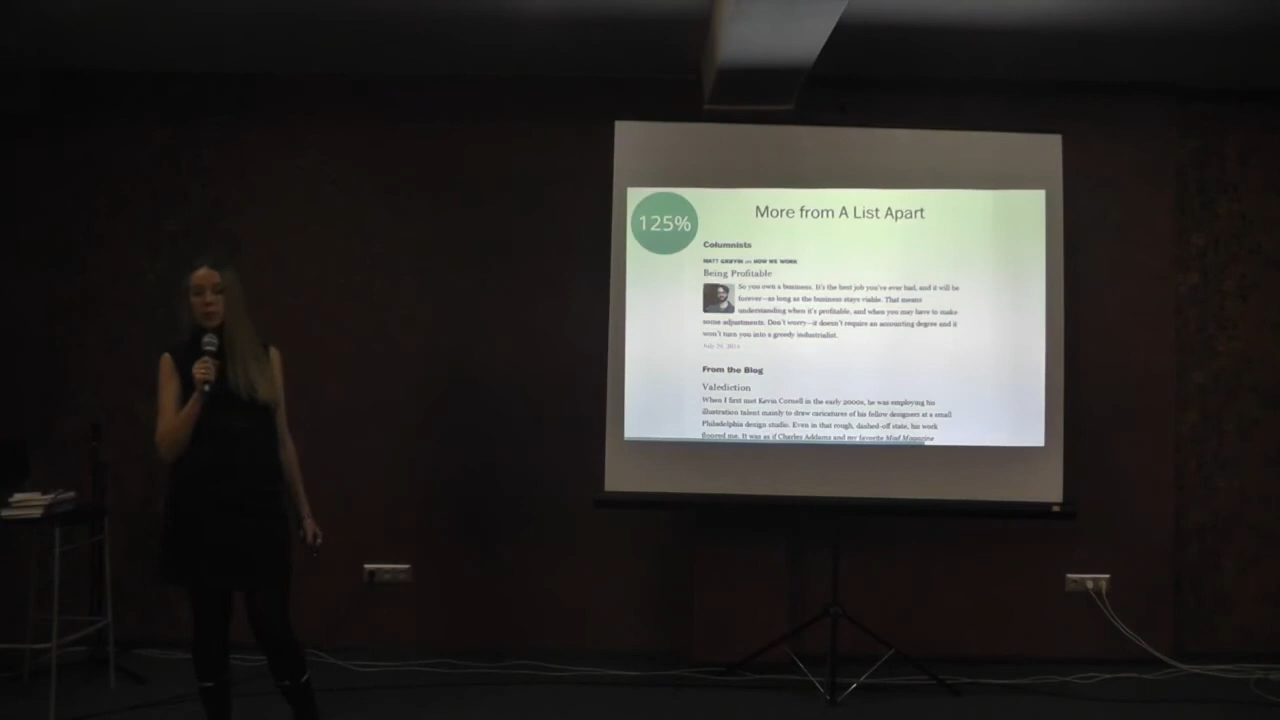 125%
More from A List Apart
Columnists
MATT GRIFFIN on HOW WE WORK
Being Profitable
So you own a business. It's the best job you've ever had, and it will be
forever—as long as the business stays viable. That means
understanding when it's profitable, and when you may have to make
some adjustments. Don't worry—it doesn't require an accounting degree and it
won't turn you into a greedy industrialist.
From the Blog
Valediction
When I first met Kevin Cornell in the early 2000s, he was employing his
illustration talent mainly to draw caricatures of his fellow designers at a small
Philadelphia design studio. Even in that rough, dashed-off state, his work
floored me. It was as if Charles Addams and my favorite Mad Magazine